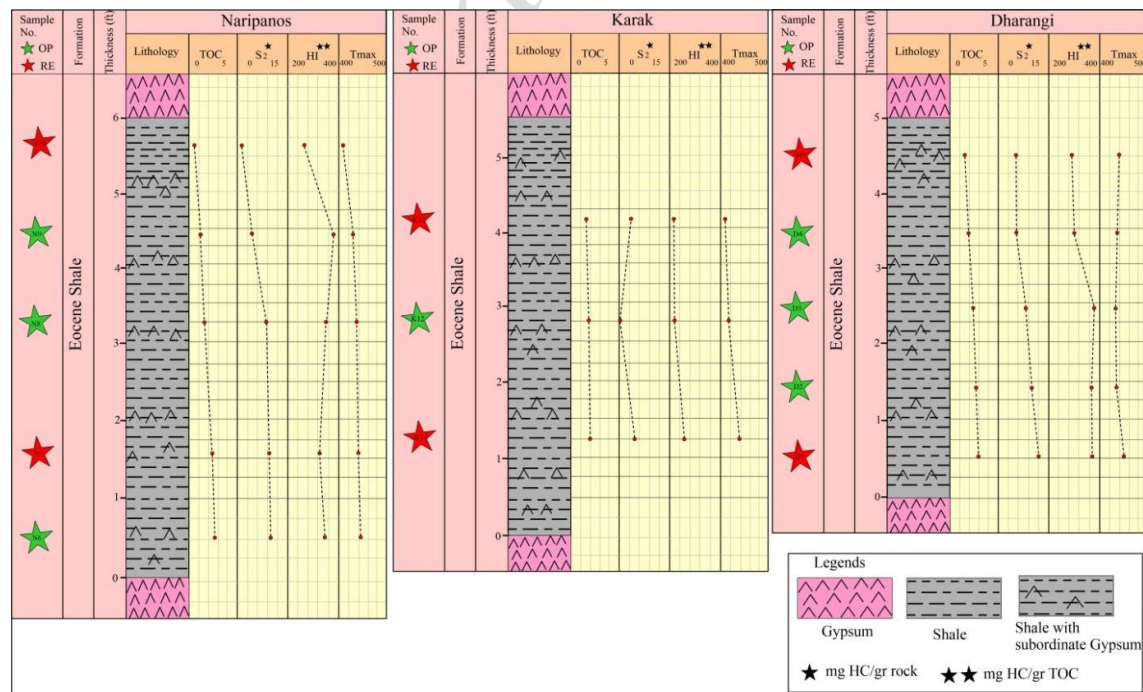 Naripanos
Sample No.
OP
RE
Formation
Thickness (ft)
Lithology
TOC
0 5
S2
0 15
HI
200 400
Tmax
400 500
6
5
4
3
2
1
0
Eocene Shale
N9
N8
N6
Karak
Sample No.
OP
RE
Formation
Thickness (ft)
Lithology
TOC
0 5
S2
0 15
HI
200 400
Tmax
400 500
5
4
3
2
1
0
Eocene Shale
K12
Dharangi
Sample No.
OP
RE
Formation
Thickness (ft)
Lithology
TOC
0 5
S2
0 15
HI
200 400
Tmax
400 500
5
4
3
2
1
0
Eocene Shale
D4
D2
Legends
Gypsum
Shale
Shale with
subordinate Gypsum
mg HC/gr rock
mg HC/gr TOC